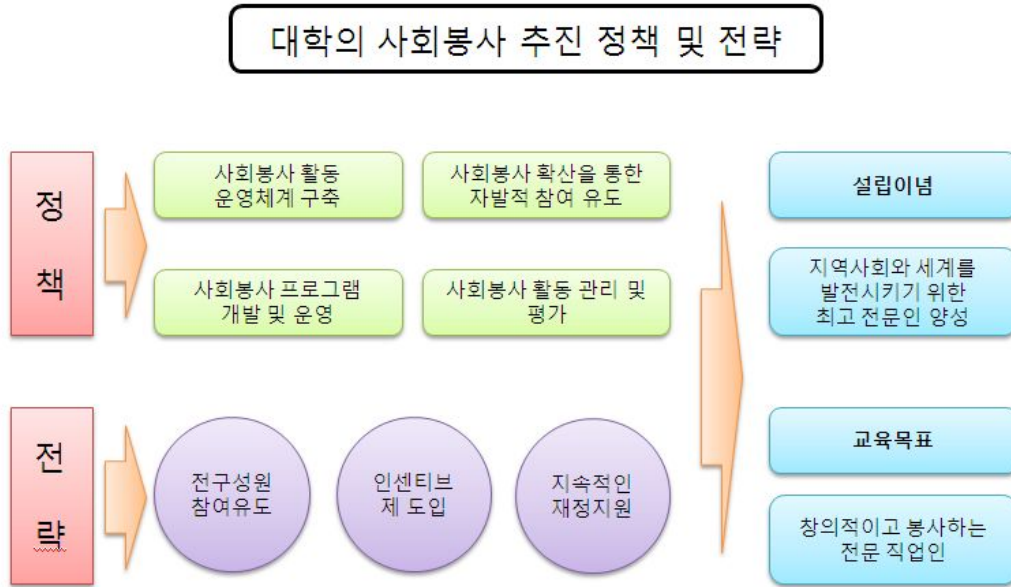 대학의 사회봉사 추진 정책 및 전략
정
책
사회봉사 활동
운영체계 구축
사회봉사 확산을 통한
자발적 참여 유도
사회봉사 프로그램
개발 및 운영
사회봉사 활동 관리 및
평가
전
략
전구성원
참여유도
인센티브
제 도입
지속적인
재정지원
설립이념
지역사회와 세계를
발전시키기 위한
최고 전문인 양성
교육목표
창의적이고 봉사하는
전문 직업인